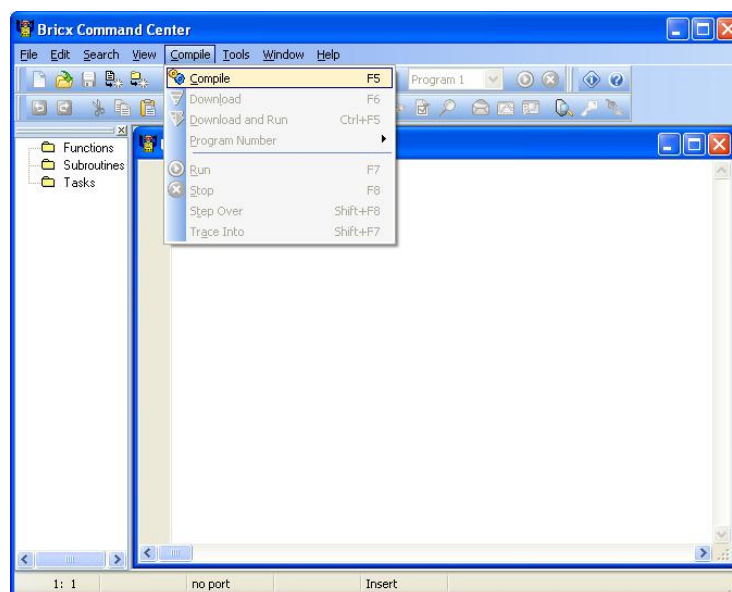 Bricx Command Center
File Edit Search View Compile Tools Window Help
Compile F5
Program 1
Download F6
Download and Run Ctrl+F5
Program Number
Run F7
Stop F8
Step Over Shift+F8
Trace Into Shift+F7
Functions
Subroutines
Tasks
1: 1 no port Insert